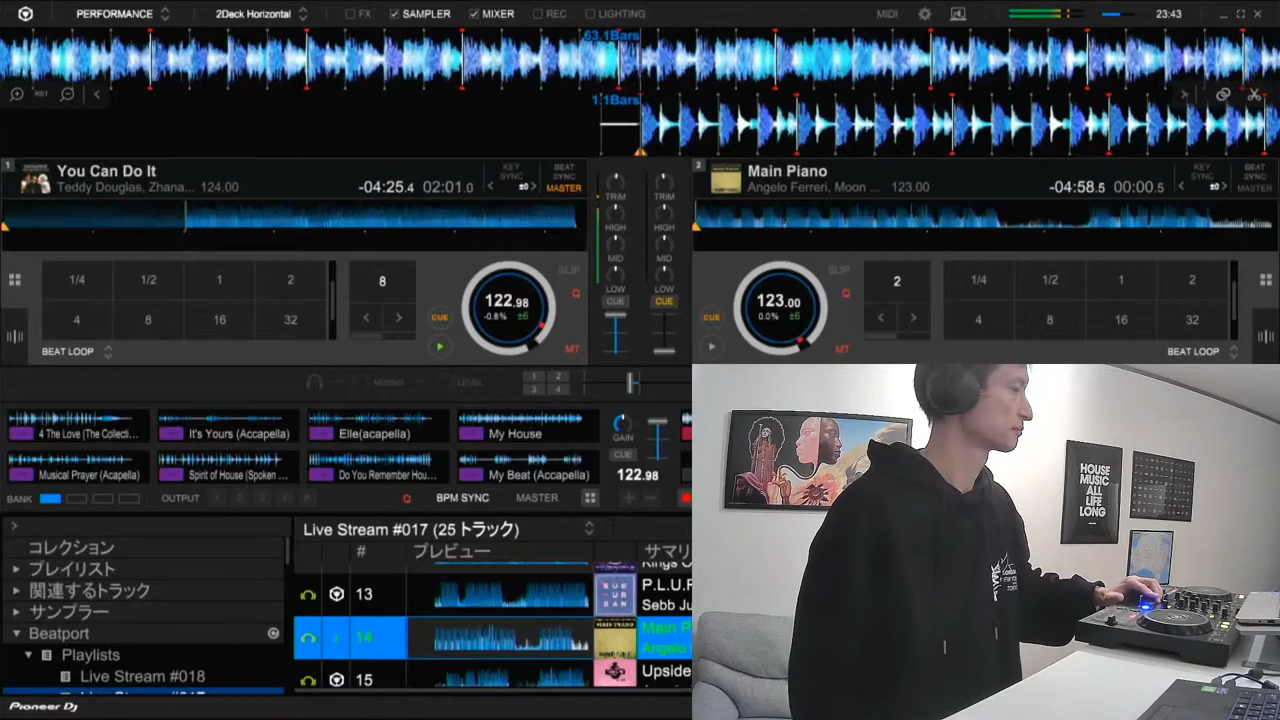 PERFORMANCE 2Deck Horizontal FX SAMPLER MIXER REC LIGHTING MIDI 23:43
63.1Bars
RST
1.1Bars
1 You Can Do It KEY SYNC BEAT SYNC
Teddy Douglas, Zhana... 124.00 -04:25.4 02:01.0 ±0 MASTER
2 Main Piano KEY SYNC BEAT SYNC
Angelo Ferreri, Moon ... 123.00 -04:58.5 00:00.5 ±0 MASTER
TRIM TRIM
HIGH HIGH
MID MID
LOW LOW
CUE CUE
1/4 1/2 1 2 8 SLIP
4 8 16 32 CUE 122.98 Q
-0.8% ±6
BEAT LOOP MT
SLIP 2 1/4 1/2 1 2
CUE 123.00 Q 4 8 16 32
0.0% ±6
MT BEAT LOOP
MIXING LEVEL 1 2
3 4
4 The Love (The Collecti... It's Yours (Accapella) Elle(acapella) My House GAIN
CUE
Musical Prayer (Acapella) Spirit of House (Spoken ... Do You Remember Hou... My Beat (Accapella) 122.98
BANK OUTPUT 1 2 3 4 A Q BPM SYNC MASTER
Live Stream #017 (25 トラック)
# プレビュー サマリ
コレクション
プレイリスト
関連するトラック
サンプラー
Beatport
Playlists
Live Stream #018
13 P.L.U.F
Sebb Ju
14 Main P
Angelo
15 Upside
SUB
UR
BAN
Pioneer Dj
HOUSE
MUSIC
ALL
LIFE
LONG